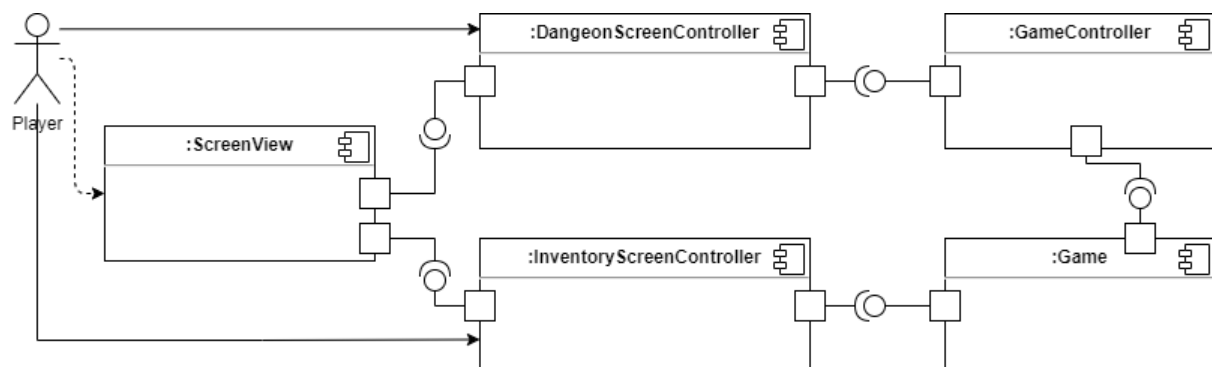 :DangeonScreenController
:GameController
Player
:ScreenView
:InventoryScreenController
:Game